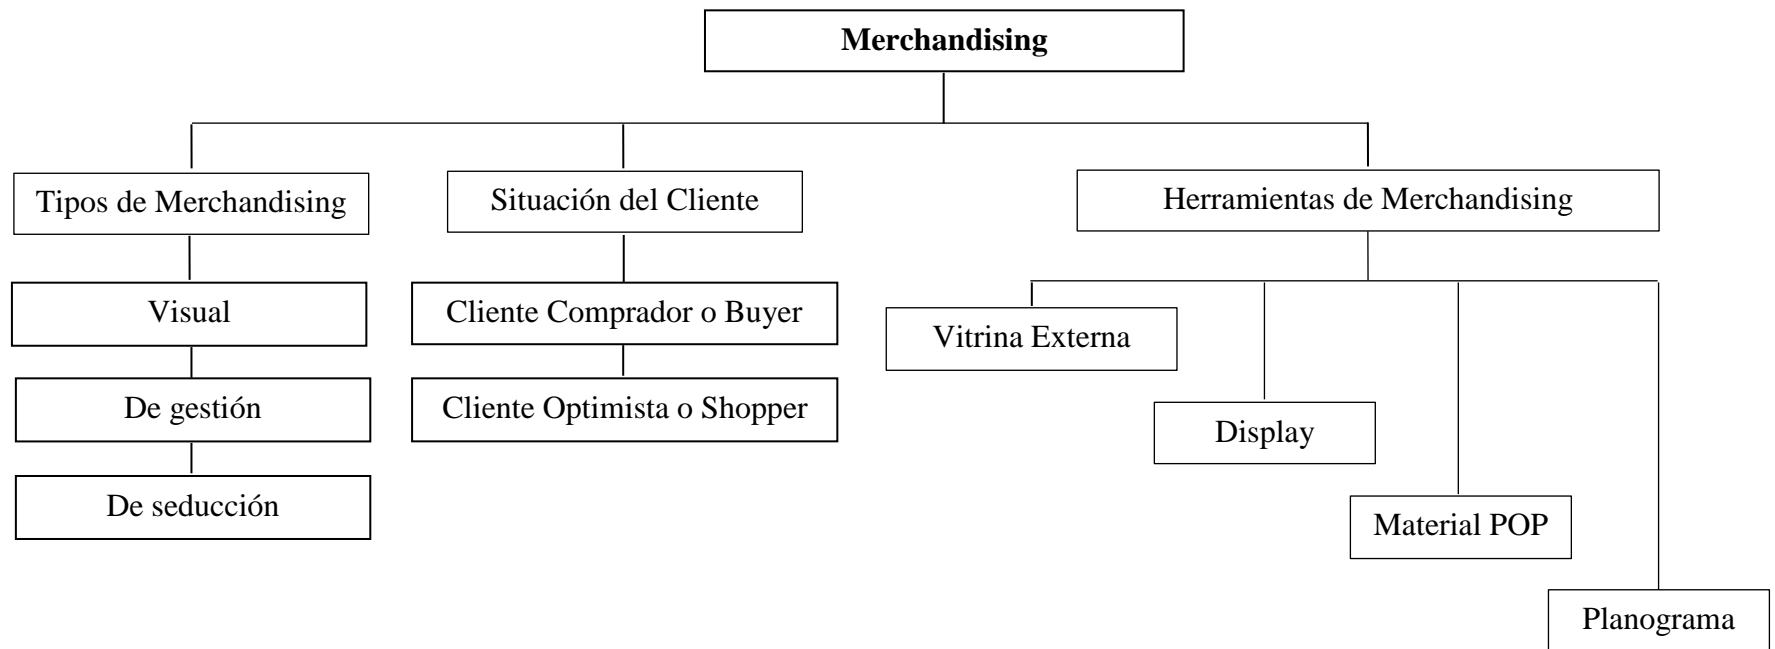 Merchandising
Tipos de Merchandising
Situación del Cliente
Herramientas de Merchandising
Visual
Cliente Comprador o Buyer
Vitrina Externa
De gestión
Cliente Optimista o Shopper
Display
De seducción
Material POP
Planograma